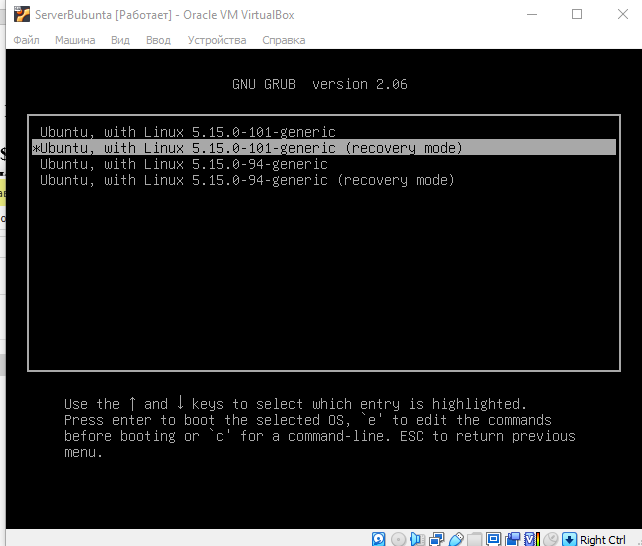 ServerBubunta [Работает] - Oracle VM VirtualBox
Файл Машина Вид Ввод Устройства Справка
GNU GRUB version 2.06
Ubuntu, with Linux 5.15.0-101-generic
*Ubuntu, with Linux 5.15.0-101-generic (recovery mode)
Ubuntu, with Linux 5.15.0-94-generic
Ubuntu, with Linux 5.15.0-94-generic (recovery mode)
Use the ↑ and ↓ keys to select which entry is highlighted.
Press enter to boot the selected OS, `e' to edit the commands
before booting or `c' for a command-line. ESC to return previous
menu.
Right Ctrl